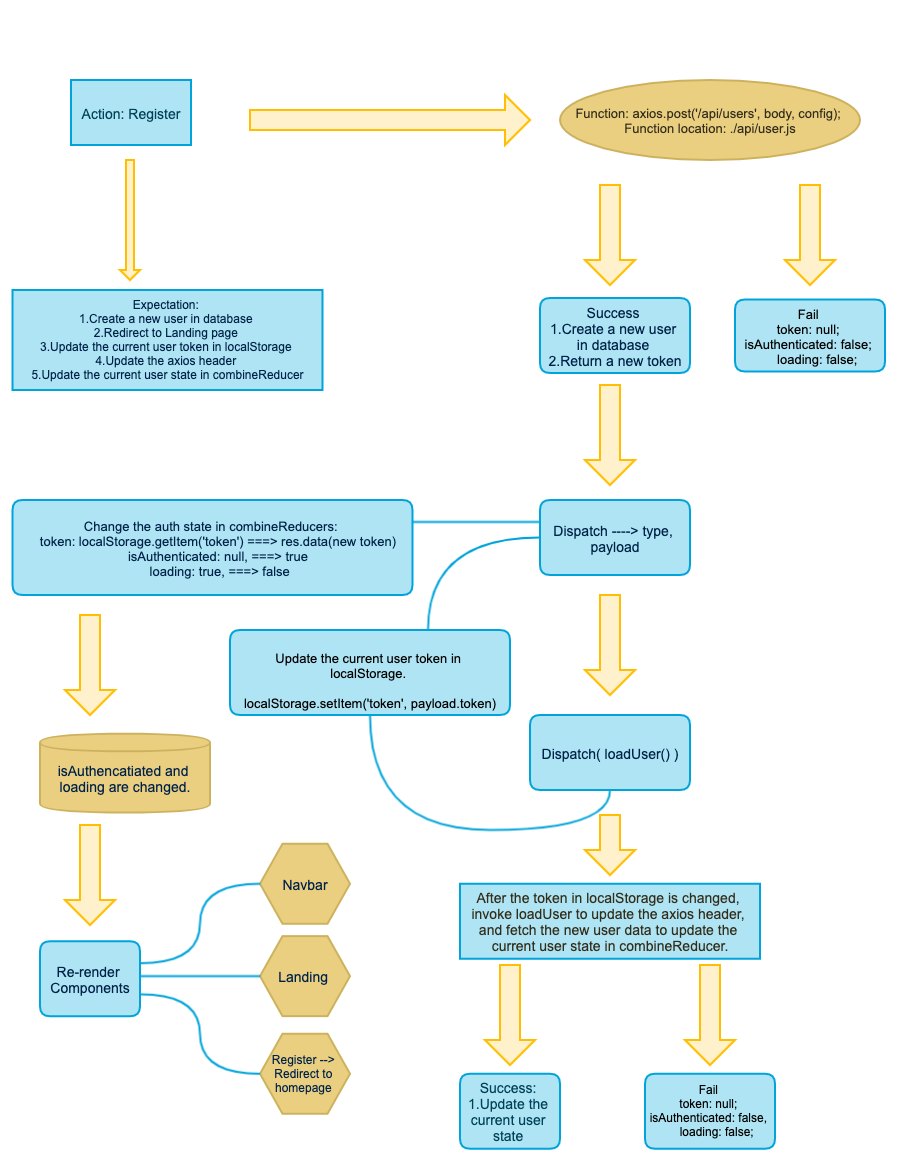 Action: Register
Function: axios.post('/api/users', body, config);
Function location: ./api/user.js
Expectation:
1.Create a new user in database
2.Redirect to Landing page
3.Update the current user token in localStorage
4.Update the axios header
5.Update the current user state in combineReducer
Success
1.Create a new user
in database
2.Return a new token
Fail
token: null;
isAuthenticated: false;
loading: false;
Change the auth state in combineReducers:
token: localStorage.getItem('token') ===> res.data(new token)
isAuthenticated: null, ===> true
loading: true, ===> false
Dispatch ----> type,
payload
Update the current user token in
localStorage.
localStorage.setItem('token', payload.token)
Dispatch( loadUser() )
isAuthencatiated and
loading are changed.
After the token in localStorage is changed,
invoke loadUser to update the axios header,
and fetch the new user data to update the
current user state in combineReducer.
Re-render
Components
Navbar
Landing
Register -->
Redirect to
homepage
Success:
1.Update the
current user
state
Fail
token: null;
isAuthenticated: false,
loading: false;